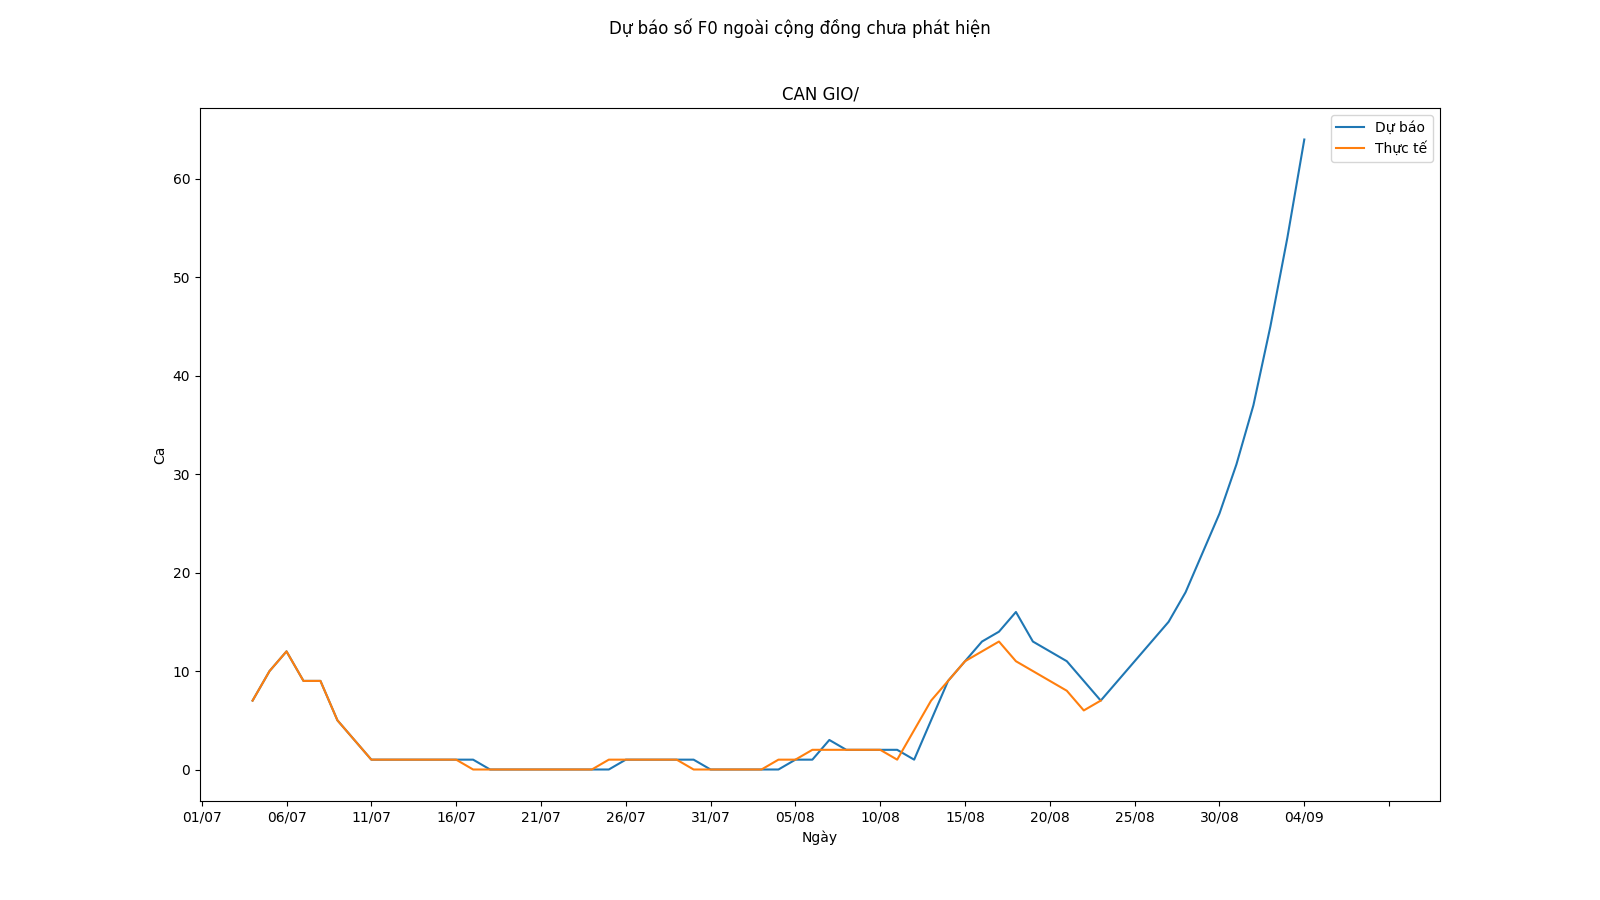 Dự báo số F0 ngoài cộng đồng chưa phát hiện
CAN GIO/
Dự báo
Thực tế
60
50
40
30
20
10
0
Ca
01/07 06/07 11/07 16/07 21/07 26/07 31/07 05/08 10/08 15/08 20/08 25/08 30/08 04/09
Ngày